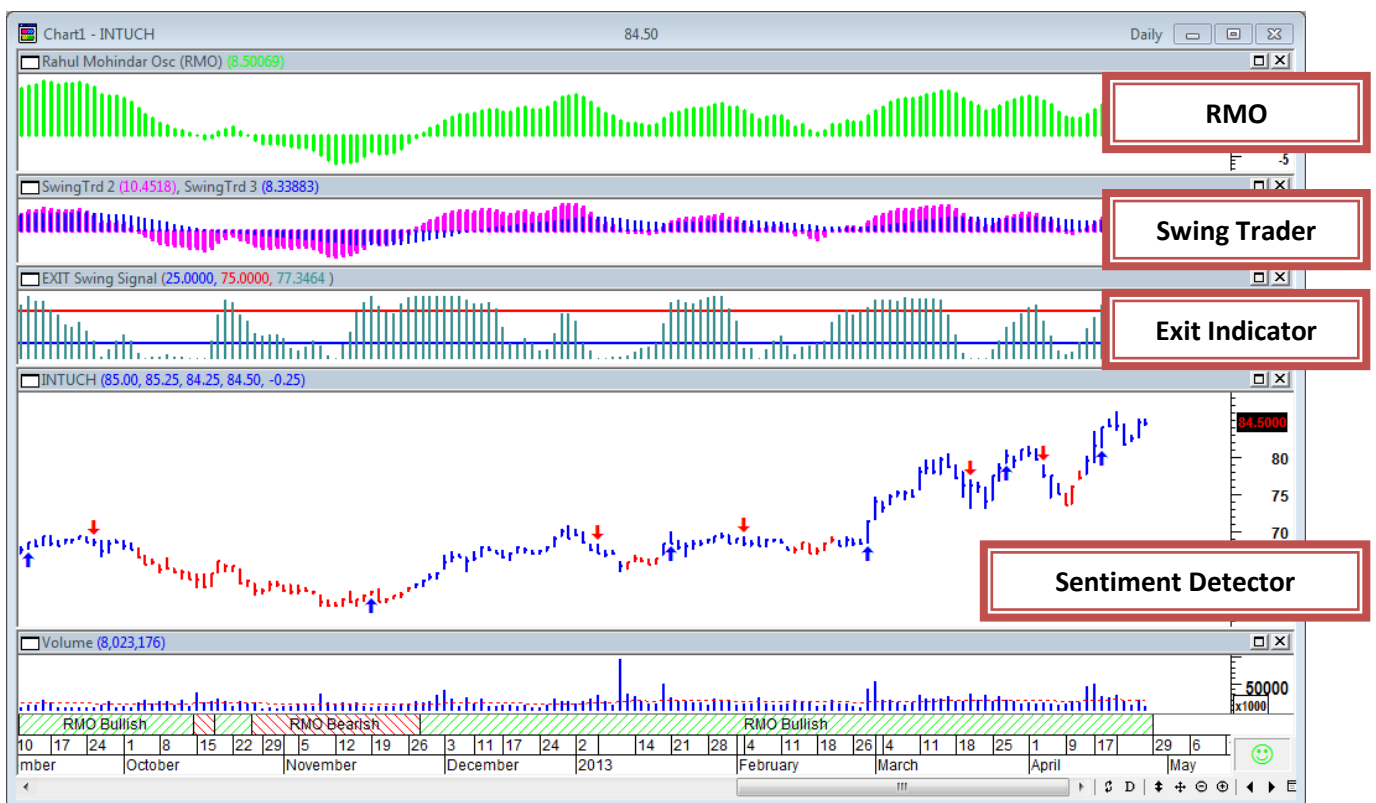 Chart1 - INTUCH 84.50 Daily
Rahul Mohindar Osc (RMO) (8.50069)
RMO
-5
SwingTrd 2 (10.4518), SwingTrd 3 (8.33883)
Swing Trader
EXIT Swing Signal (25.0000, 75.0000, 77.3464 )
Exit Indicator
INTUCH (85.00, 85.25, 84.25, 84.50, -0.25)
84.5000
80
75
70
Sentiment Detector
Volume (8,023,176)
50000
x1000
RMO Bullish RMO Bearish RMO Bullish
10 17 24 1 8 15 22 29 5 12 19 26 3 11 17 24 2 14 21 28 4 11 18 26 4 11 18 25 1 9 17 29 6
mber October November December 2013 February March April May
D